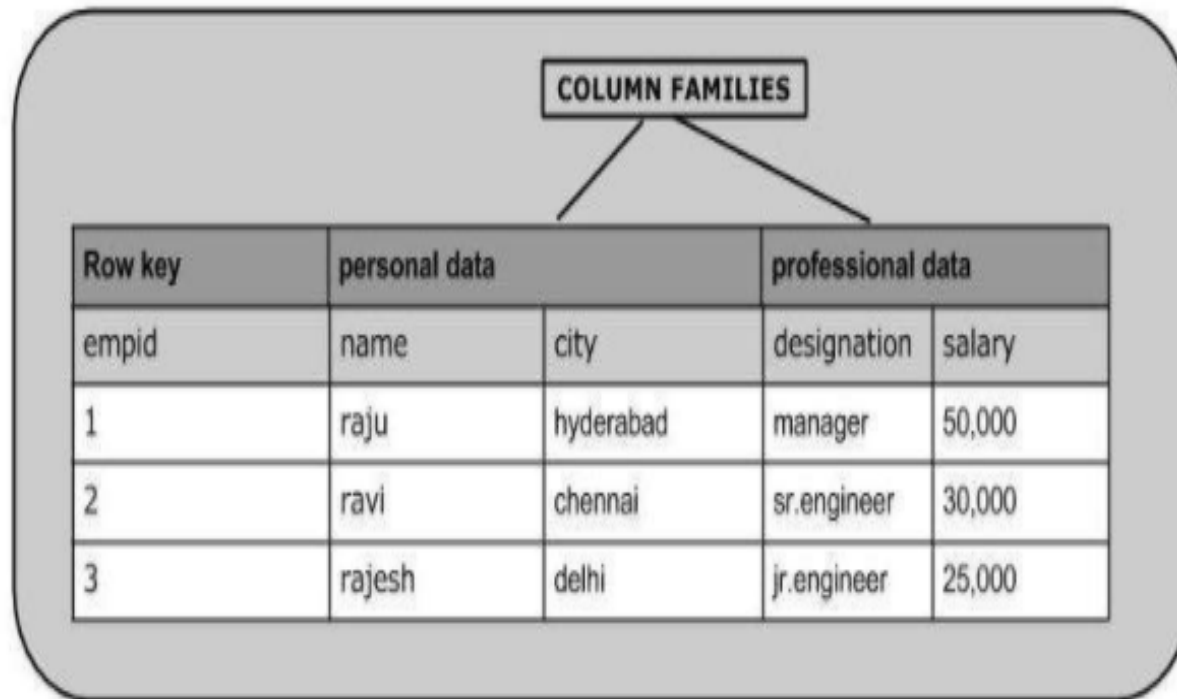 COLUMN FAMILIES
Row key personal data professional data
empid name city designation salary
1 raju hyderabad manager 50,000
2 ravi chennai sr.engineer 30,000
3 rajesh delhi jr.engineer 25,000